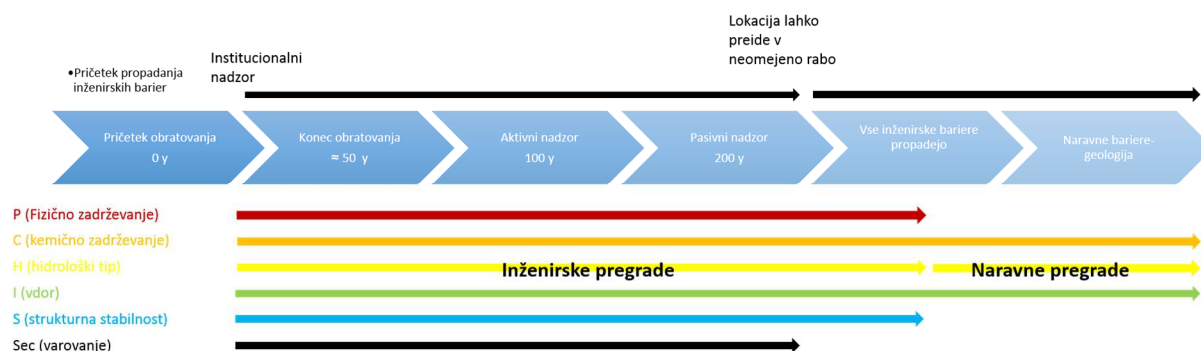 Lokacija lahko
preide v
neomejeno rabo
Institucionalni
nadzor
•Pričetek propadanja
inženirskih barier
Pričetek obratovanja
0 y
Konec obratovanja
≈ 50 y
Aktivni nadzor
100 y
Pasivni nadzor
200 y
Vse inženirske bariere
propadejo
Naravne bariere-
geologija
P (Fizično zadrževanje)
C (kemično zadrževanje)
H (hidrološki tip)
Inženirske pregrade
Naravne pregrade
I (vdor)
S (strukturna stabilnost)
Sec (varovanje)